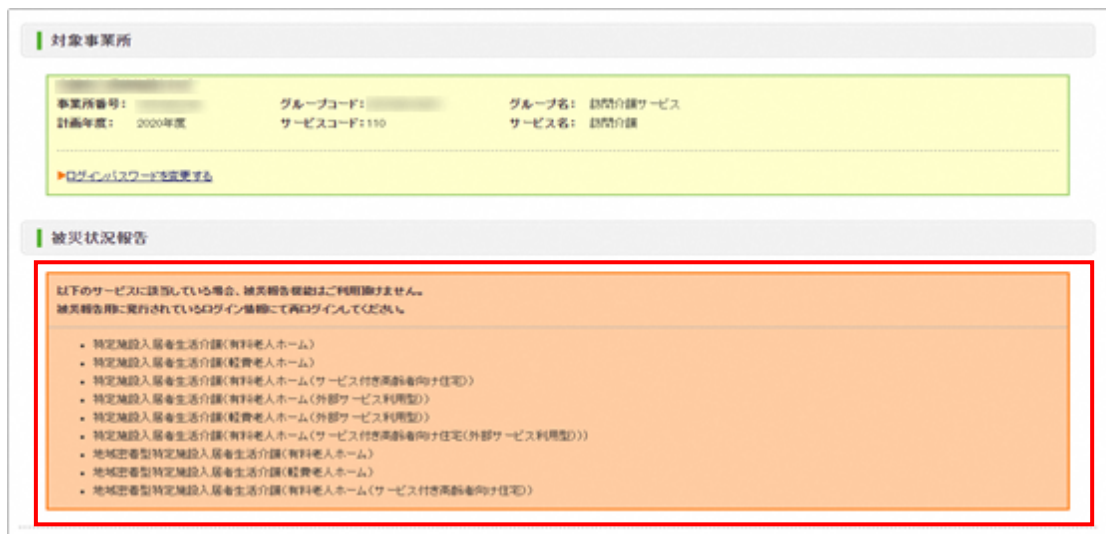 対象事業所
事業所番号: グループコード: グループ名: 訪問介護サービス
計画年度: 2020年度 サービスコード:110 サービス名: 訪問介護
▶ログインパスワードを変更する
被災状況報告
以下のサービスに該当している場合、被災報告機能はご利用頂けません。
被災報告用に発行されているログイン情報にて再ログインしてください。
・特定施設入居者生活介護(有料老人ホーム)
・特定施設入居者生活介護(軽費老人ホーム)
・特定施設入居者生活介護(有料老人ホーム(サービス付き高齢者向け住宅))
・特定施設入居者生活介護(有料老人ホーム(外部サービス利用型))
・特定施設入居者生活介護(軽費老人ホーム(外部サービス利用型))
・特定施設入居者生活介護(有料老人ホーム(サービス付き高齢者向け住宅(外部サービス利用型)))
・地域密着型特定施設入居者生活介護(有料老人ホーム)
・地域密着型特定施設入居者生活介護(軽費老人ホーム)
・地域密着型特定施設入居者生活介護(有料老人ホーム(サービス付き高齢者向け住宅))